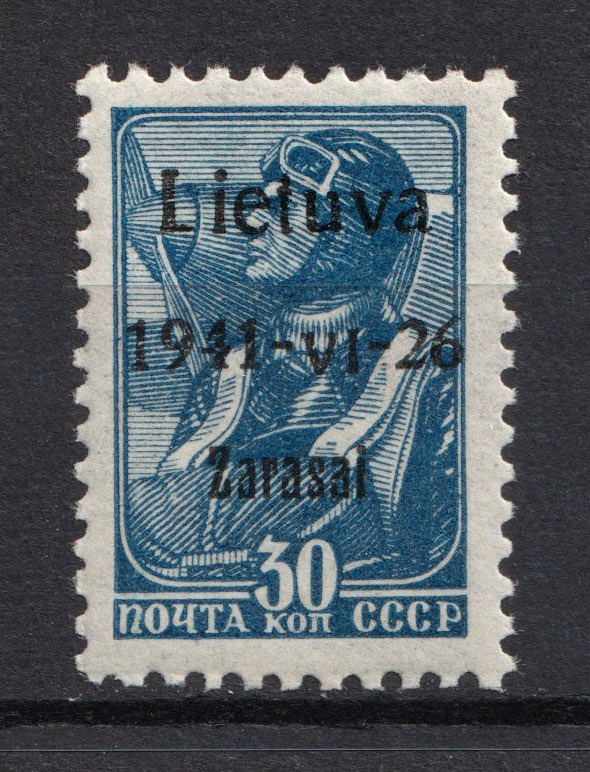 Lietuva
1941-VI-26
Zarasai
30
ПОЧТА КОП СССР